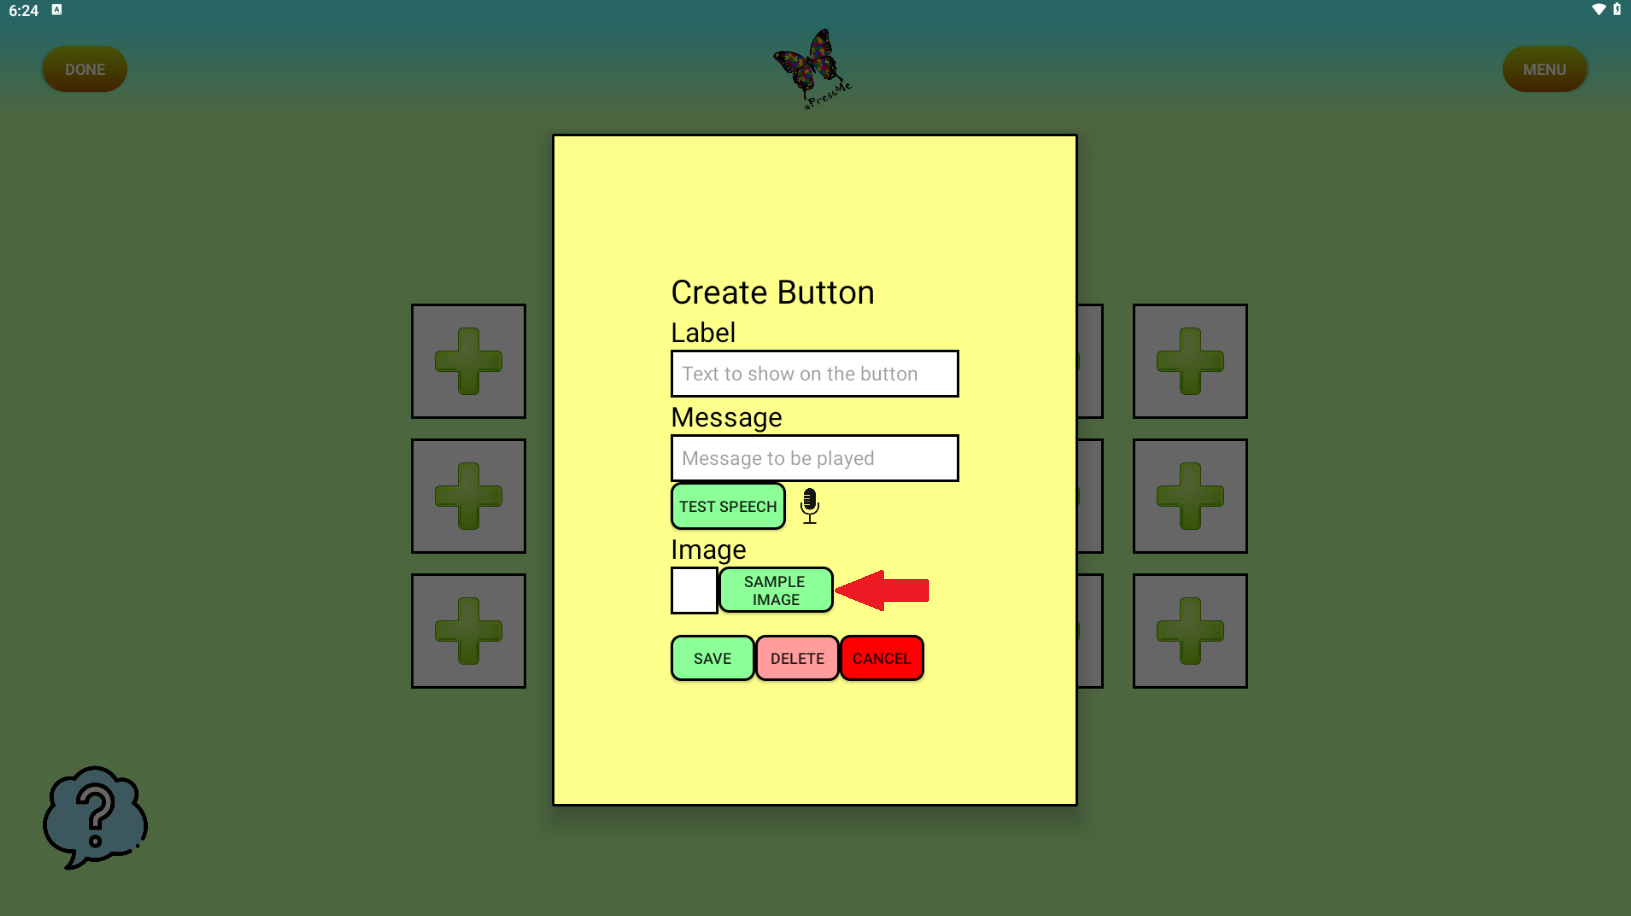 6:24
A
DONE
xPressMe
MENU
Create Button
Label
Text to show on the button
Message
Message to be played
TEST SPEECH
Image
SAMPLE
IMAGE
SAVE DELETE CANCEL
?